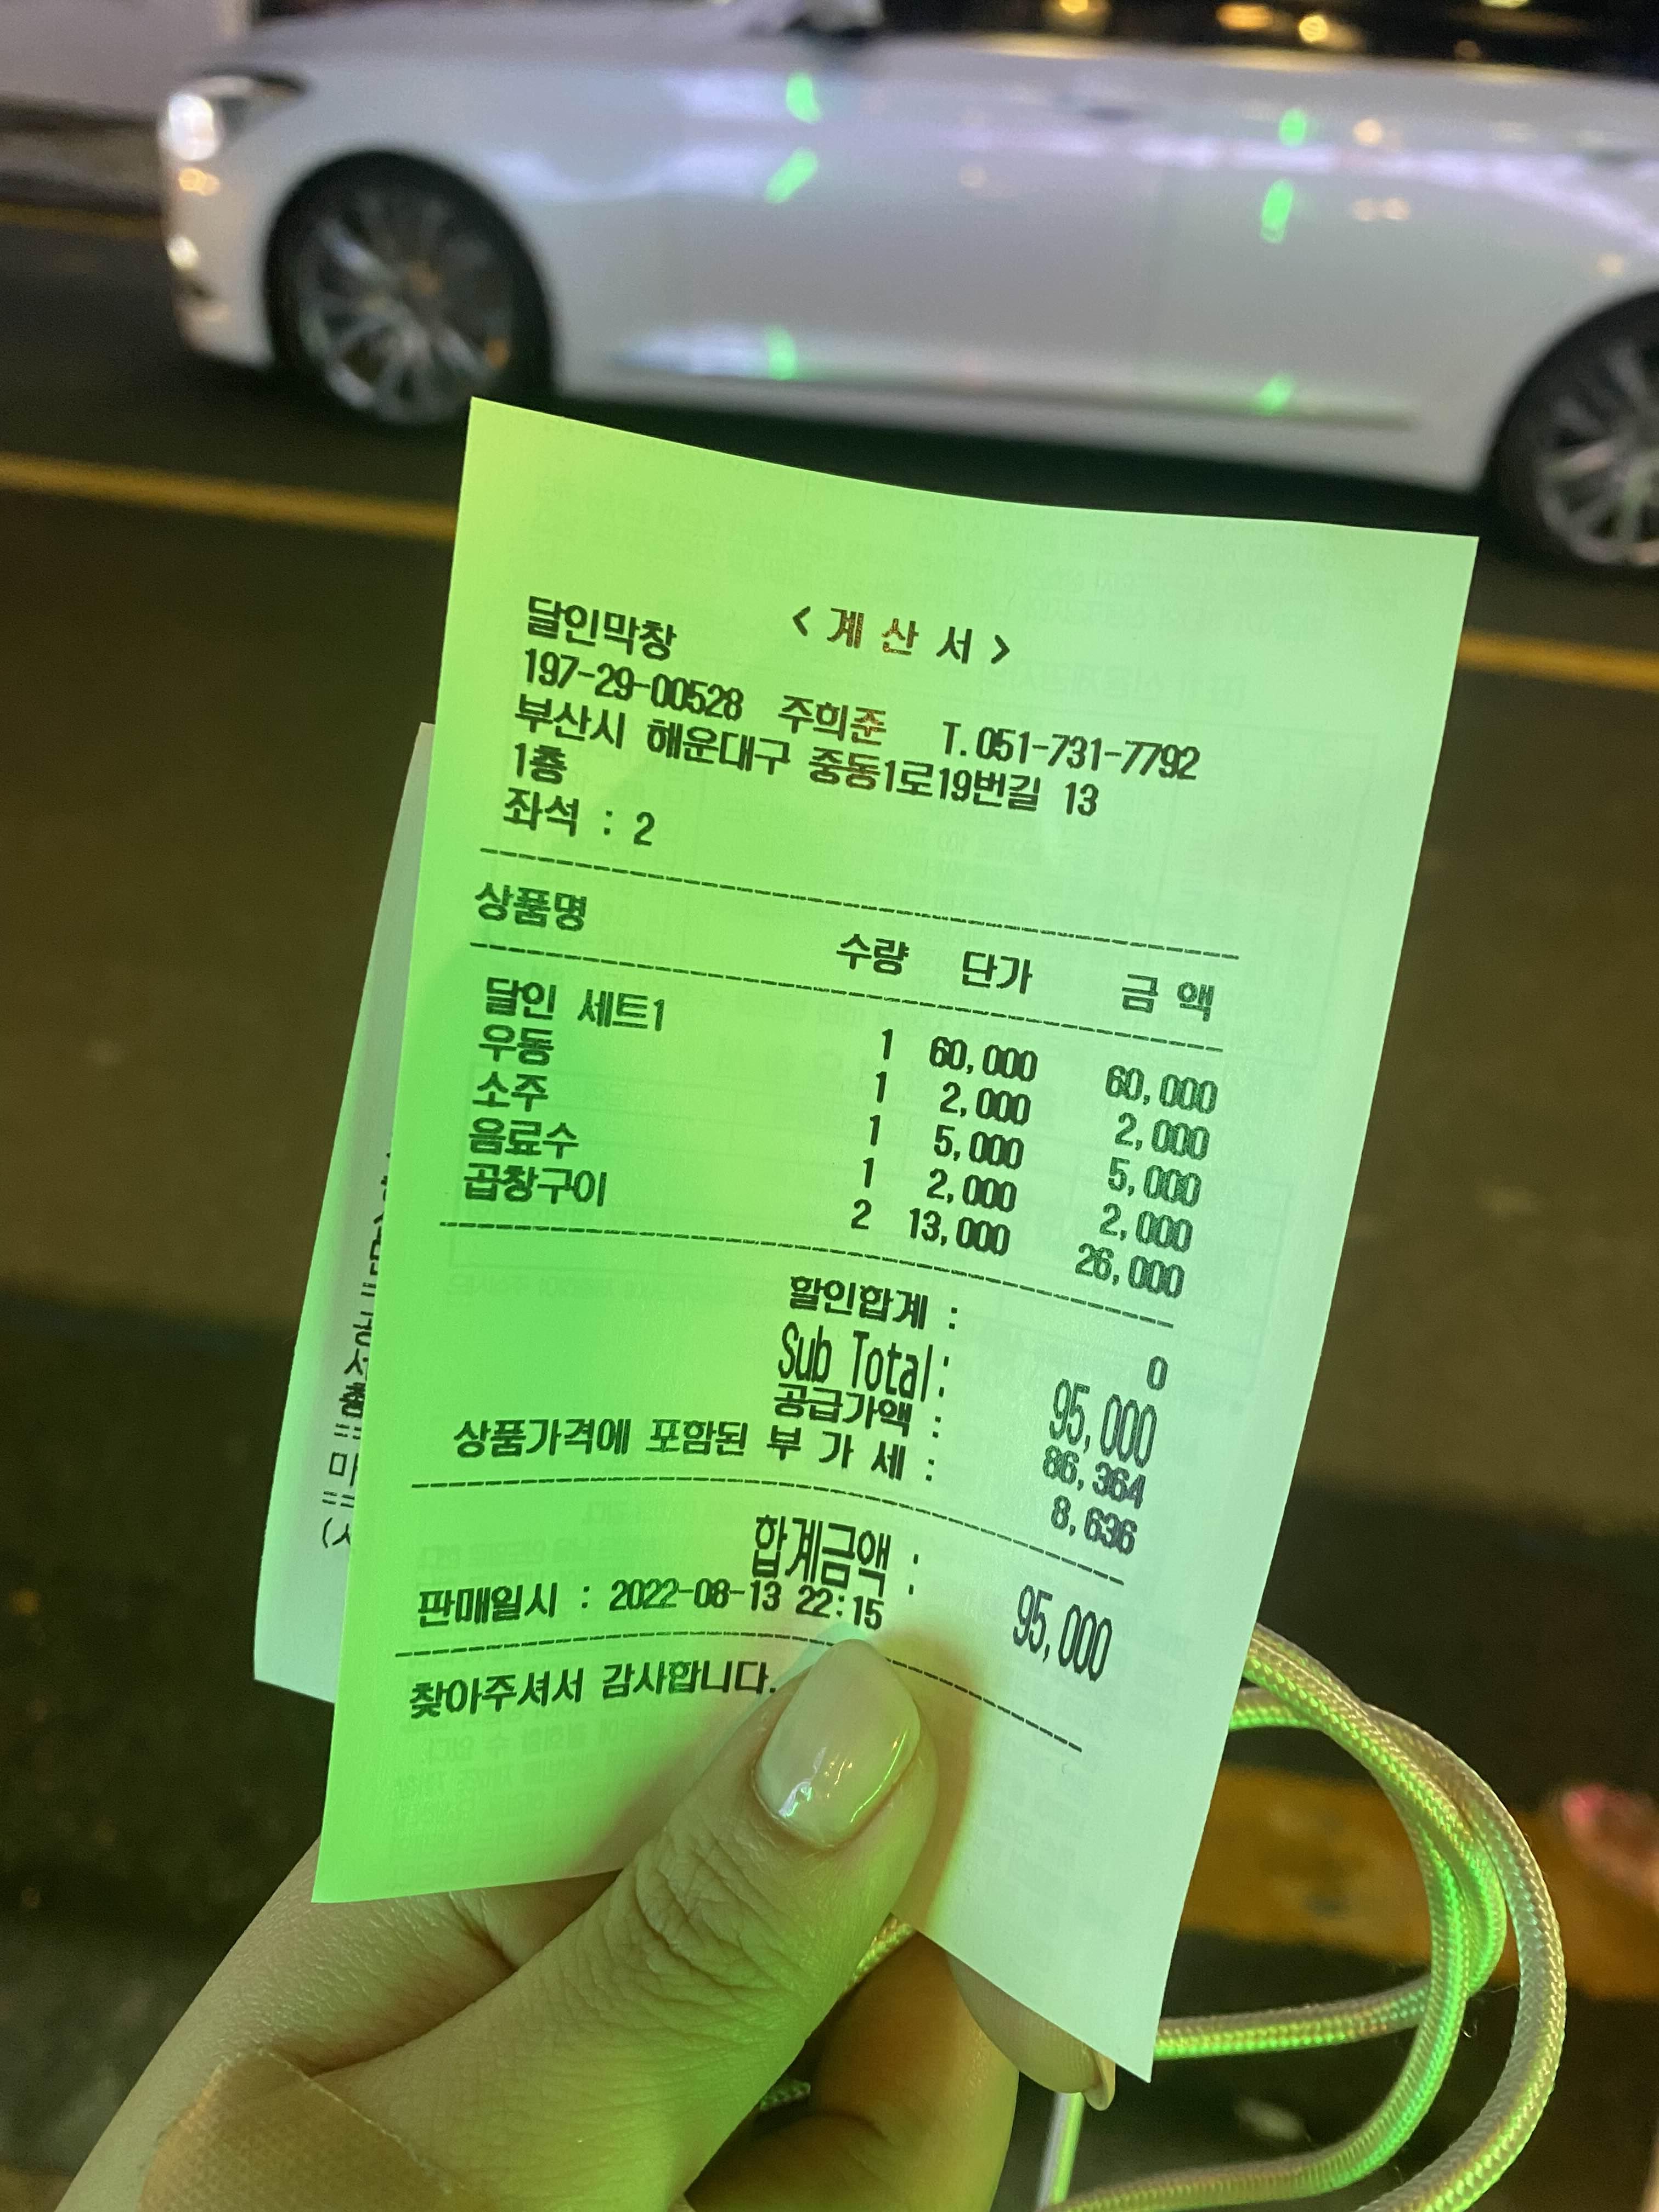 < 계 산 서 >
달인막창
197-29-00528 주희준 T.051-731-7792
부산시 해운대구 중동1로19번길 13
1층
좌석 : 2
상품명 수량 단가 금 액
달인 세트1 1 60,000 60,000
우동 1 2,000 2,000
소주 1 5,000 5,000
음료수 1 2,000 2,000
곱창구이 2 13,000 26,000
할인합계 : 0
Sub Total: 95,000
공급가액 : 86,364
상품가격에 포함된 부 가 세 : 8,636
합계금액 : 95,000
판매일시 : 2022-08-13 22:15
찾아주셔서 감사합니다.